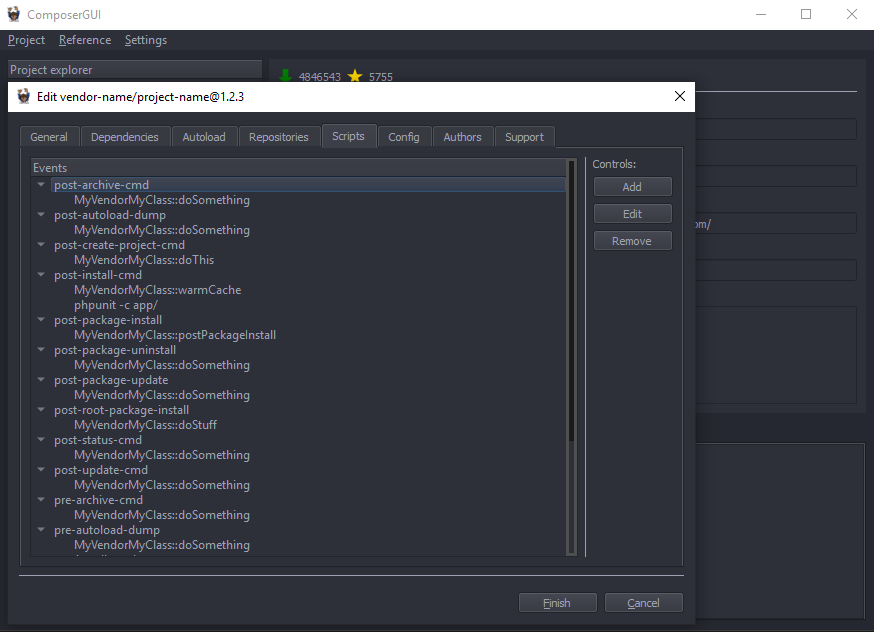 ComposerGUI
Project Reference Settings
Project explorer
4846543 5755
Edit vendor-name/project-name@1.2.3
General Dependencies Autoload Repositories Scripts Config Authors Support
Events
Controls:
post-archive-cmd
Add
MyVendorMyClass::doSomething
post-autoload-dump
Edit
MyVendorMyClass::doSomething
om/
post-create-project-cmd
Remove
MyVendorMyClass::doThis
post-install-cmd
MyVendorMyClass::warmCache
phpunit -c app/
post-package-install
MyVendorMyClass::postPackageInstall
post-package-uninstall
MyVendorMyClass::doSomething
post-package-update
MyVendorMyClass::doSomething
post-root-package-install
MyVendorMyClass::doStuff
post-status-cmd
MyVendorMyClass::doSomething
post-update-cmd
MyVendorMyClass::doSomething
pre-archive-cmd
MyVendorMyClass::doSomething
pre-autoload-dump
MyVendorMyClass::doSomething
Finish Cancel